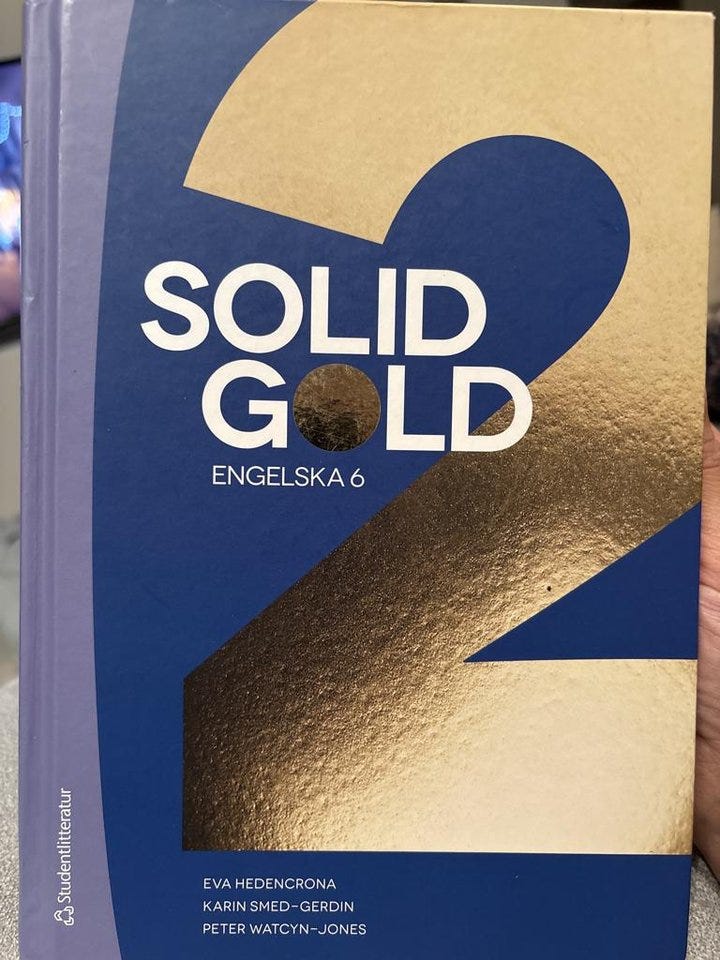 2
SOLID
GOLD
ENGELSKA 6
EVA HEDENCRONA
KARIN SMED-GERDIN
PETER WATCYN-JONES
Studentlitteratur